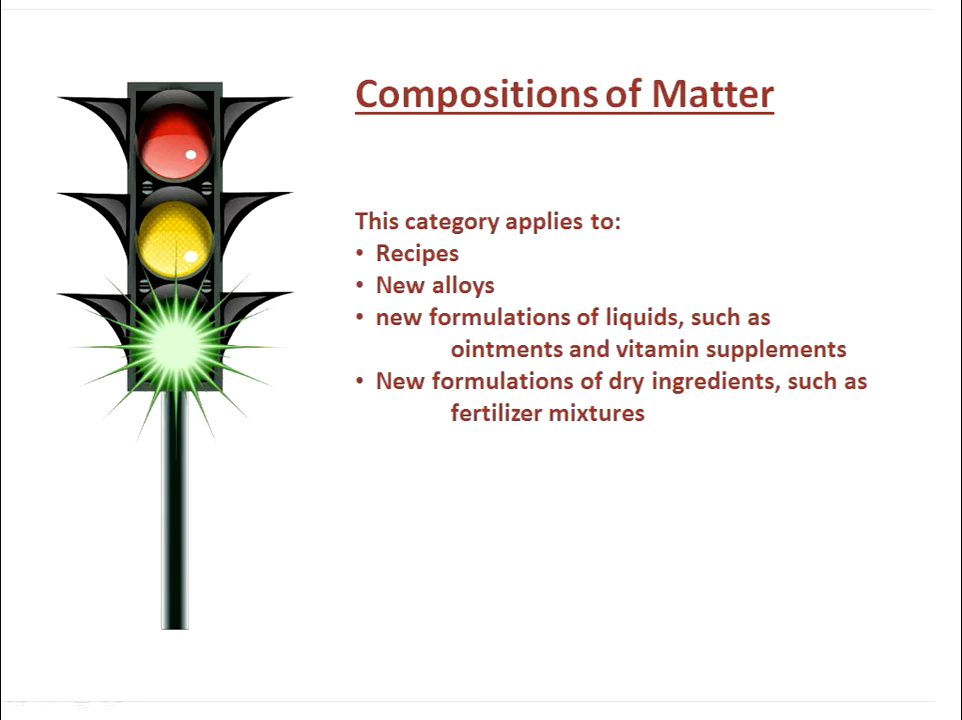 Compositions of Matter
This category applies to:
• Recipes
• New alloys
• new formulations of liquids, such as
ointments and vitamin supplements
• New formulations of dry ingredients, such as
fertilizer mixtures